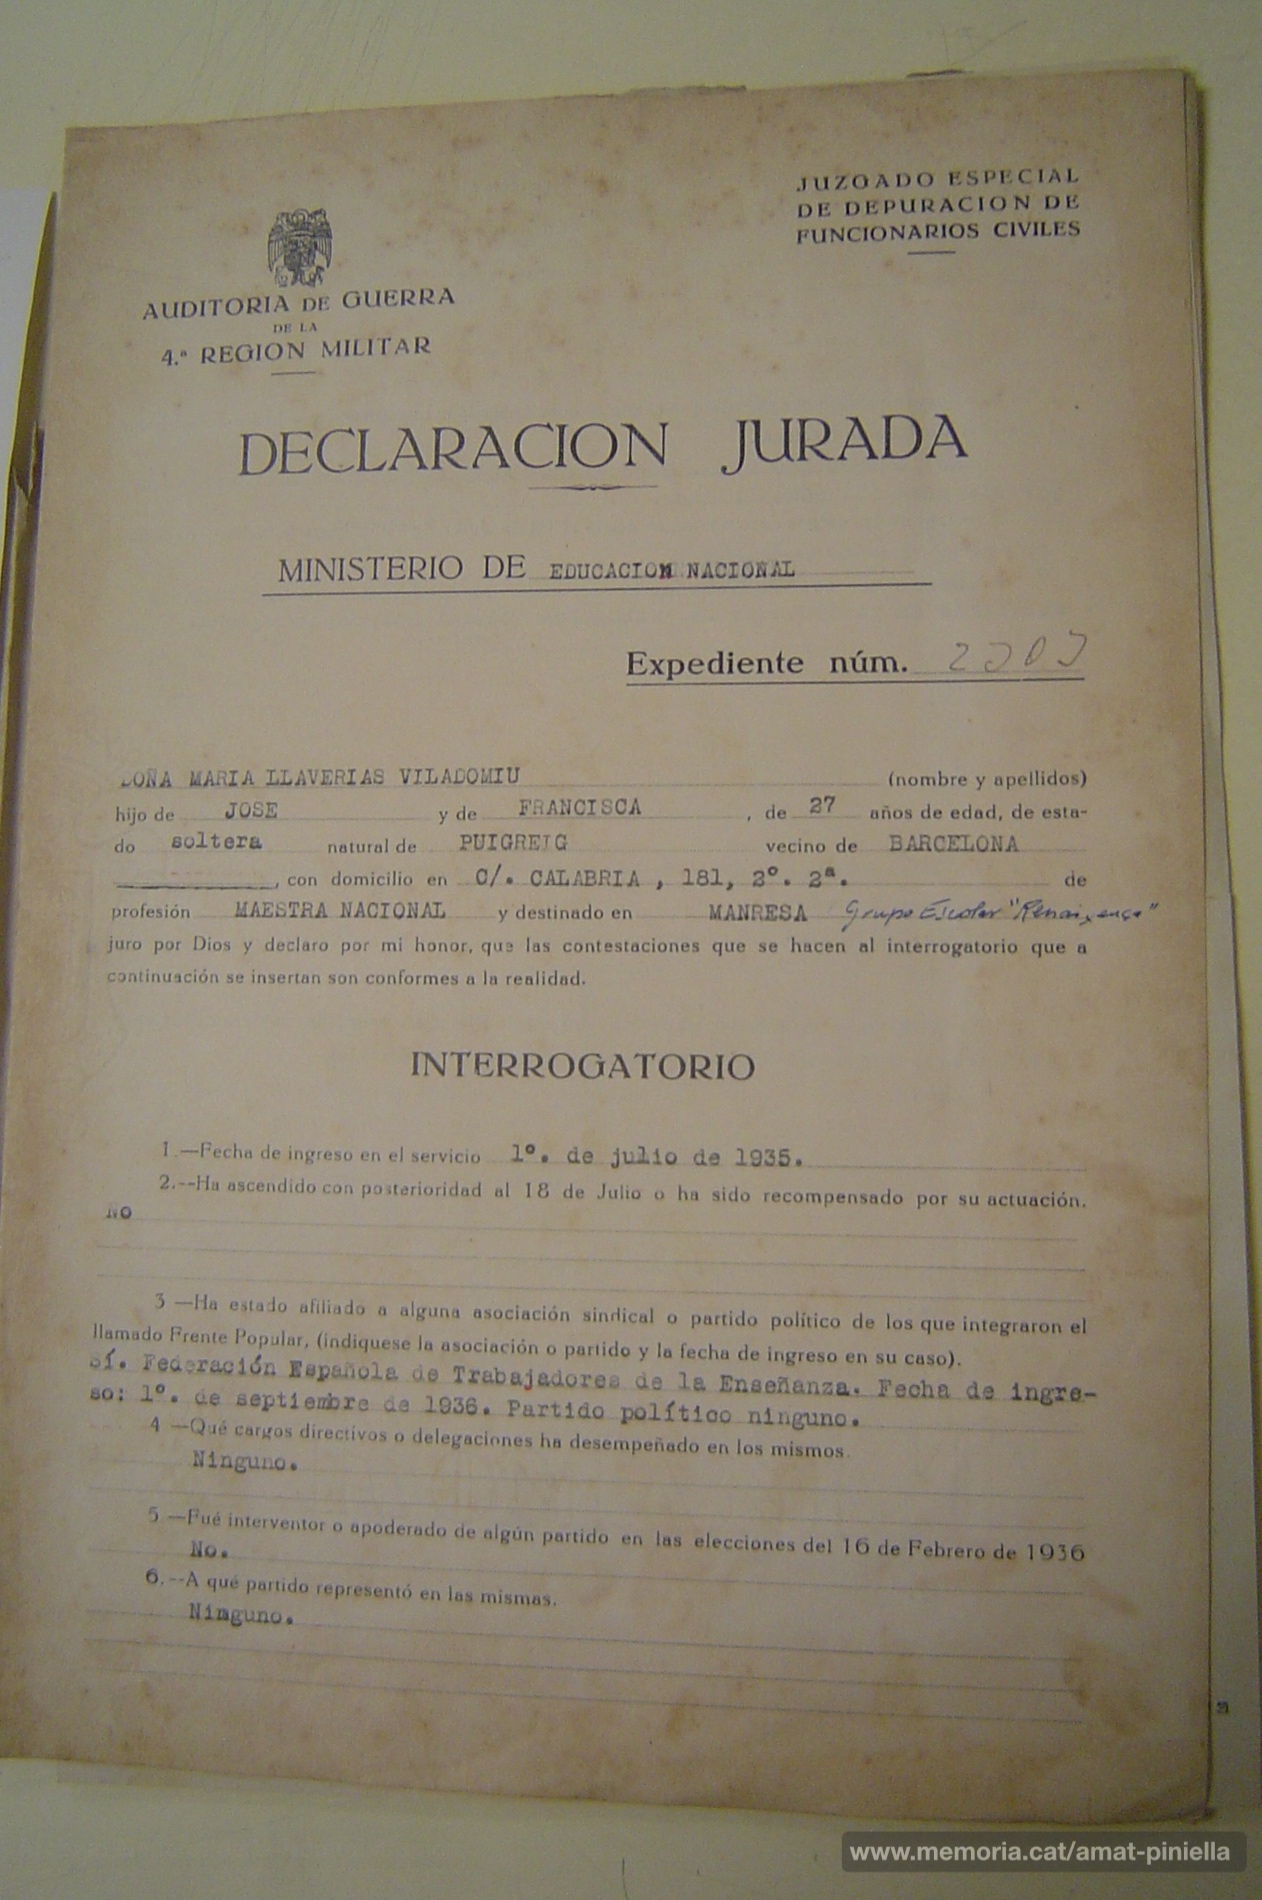 JUZGADO ESPECIAL
DE DEPURACION DE
FUNCIONARIOS CIVILES
AUDITORIA DE GUERRA
DE LA
4.ª REGION MILITAR
DECLARACION JURADA
MINISTERIO DE EDUCACION NACIONAL
Expediente núm.
DOÑA MARIA LLAVERIAS VILADOMIU (nombre y apellidos)
hijo de JOSE y de FRANCISCA, de 27 años de edad, de esta-
do soltera natural de PUIGREIG vecino de BARCELONA
, con domicilio en C/. CALABRIA , 181, 2º. 2ª. de
profesión MAESTRA NACIONAL y destinado en MANRESA Grupo Escolar "Renaixença"
juro por Dios y declaro por mi honor, que las contestaciones que se hacen al interrogatorio que a
continuación se insertan son conformes a la realidad.
INTERROGATORIO
1.—Fecha de ingreso en el servicio 1º. de julio de 1935.
2.--Ha ascendido con posterioridad al 18 de Julio o ha sido recompensado por su actuación.
No
3 —Ha estado afiliado a alguna asociación sindical o partido político de los que integraron el
llamado Frente Popular, (indíquese la asociación o partido y la fecha de ingreso en su caso).
Sí. Federación Española de Trabajadores de la Enseñanza. Fecha de ingre-
so: 1º. de septiembre de 1936. Partido político ninguno.
4 —Qué cargos directivos o delegaciones ha desempeñado en los mismos.
Ninguno.
5 —Fué interventor o apoderado de algún partido en las elecciones del 16 de Febrero de 1936
No.
6.--A qué partido representó en las mismas.
Ninguno.
www.memoria.cat/amat-piniella